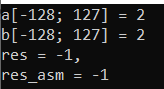 a[-128; 127] = 2
b[-128; 127] = 2
res = -1,
res_asm = -1